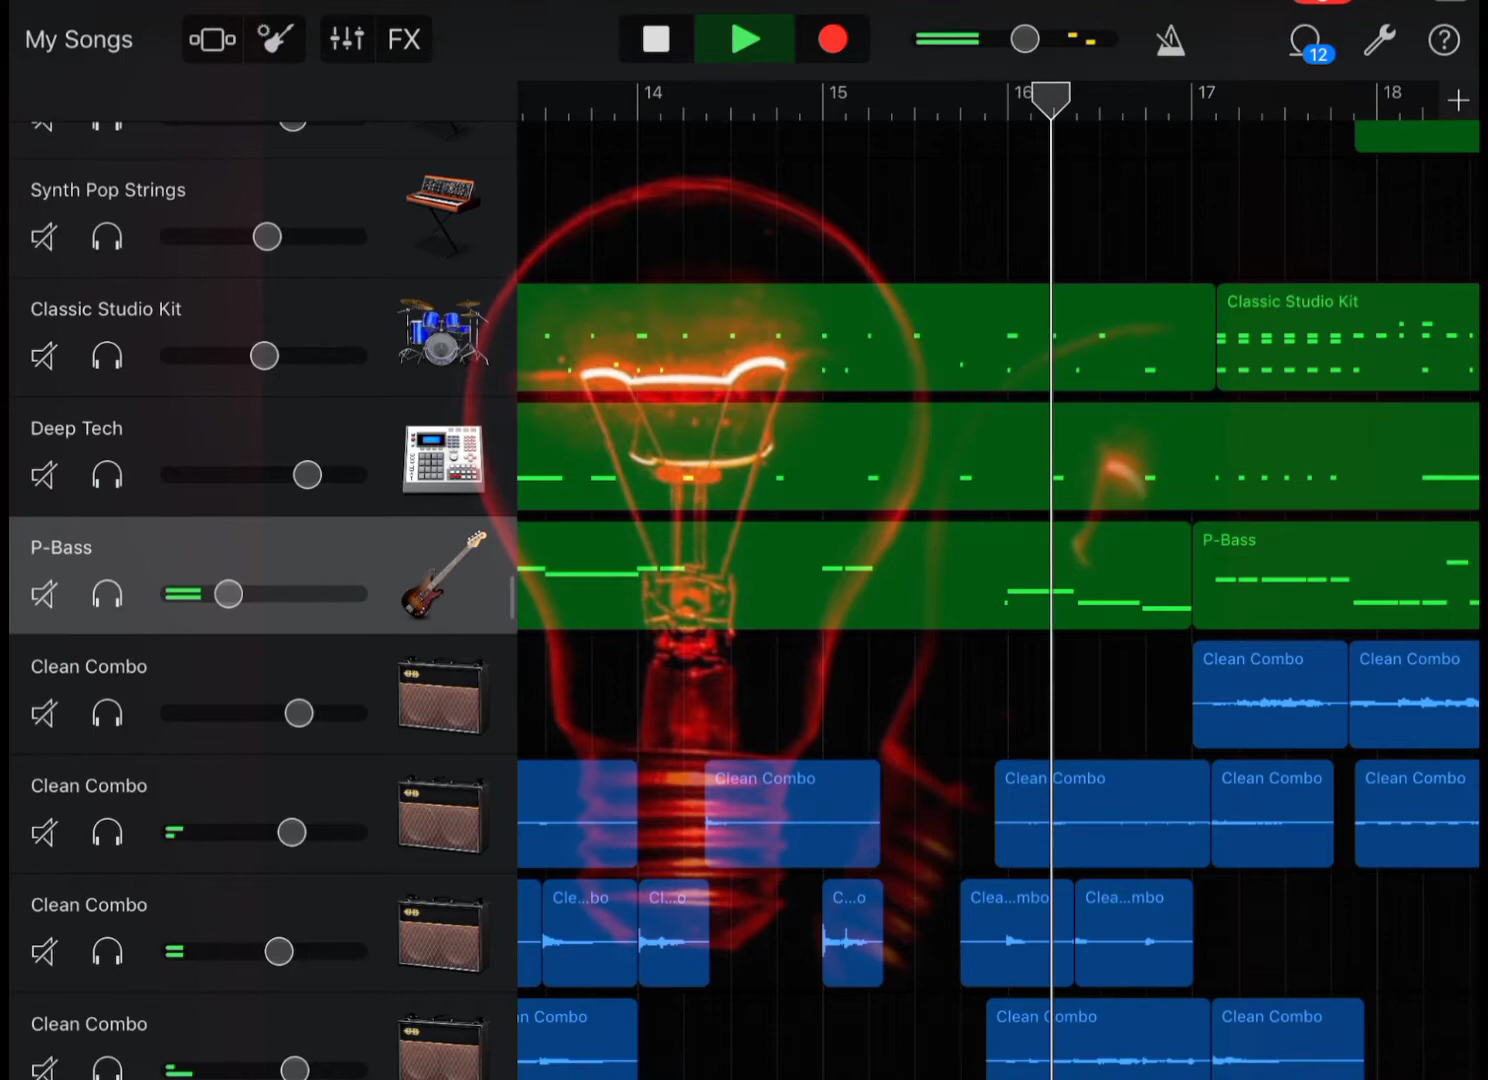 My Songs
FX
12
14
15
16
17
18
Synth Pop Strings
Classic Studio Kit
Classic Studio Kit
Deep Tech
P-Bass
P-Bass
Clean Combo
Clean Combo
Clean Combo
Clean Combo
Clean Combo
Clean Combo
Clean Combo
Clean Combo
Clean Combo
Cle...bo
Cl...o
C...o
Clea...mbo
Clea...mbo
Clean Combo
n Combo
Clean Combo
Clean Combo